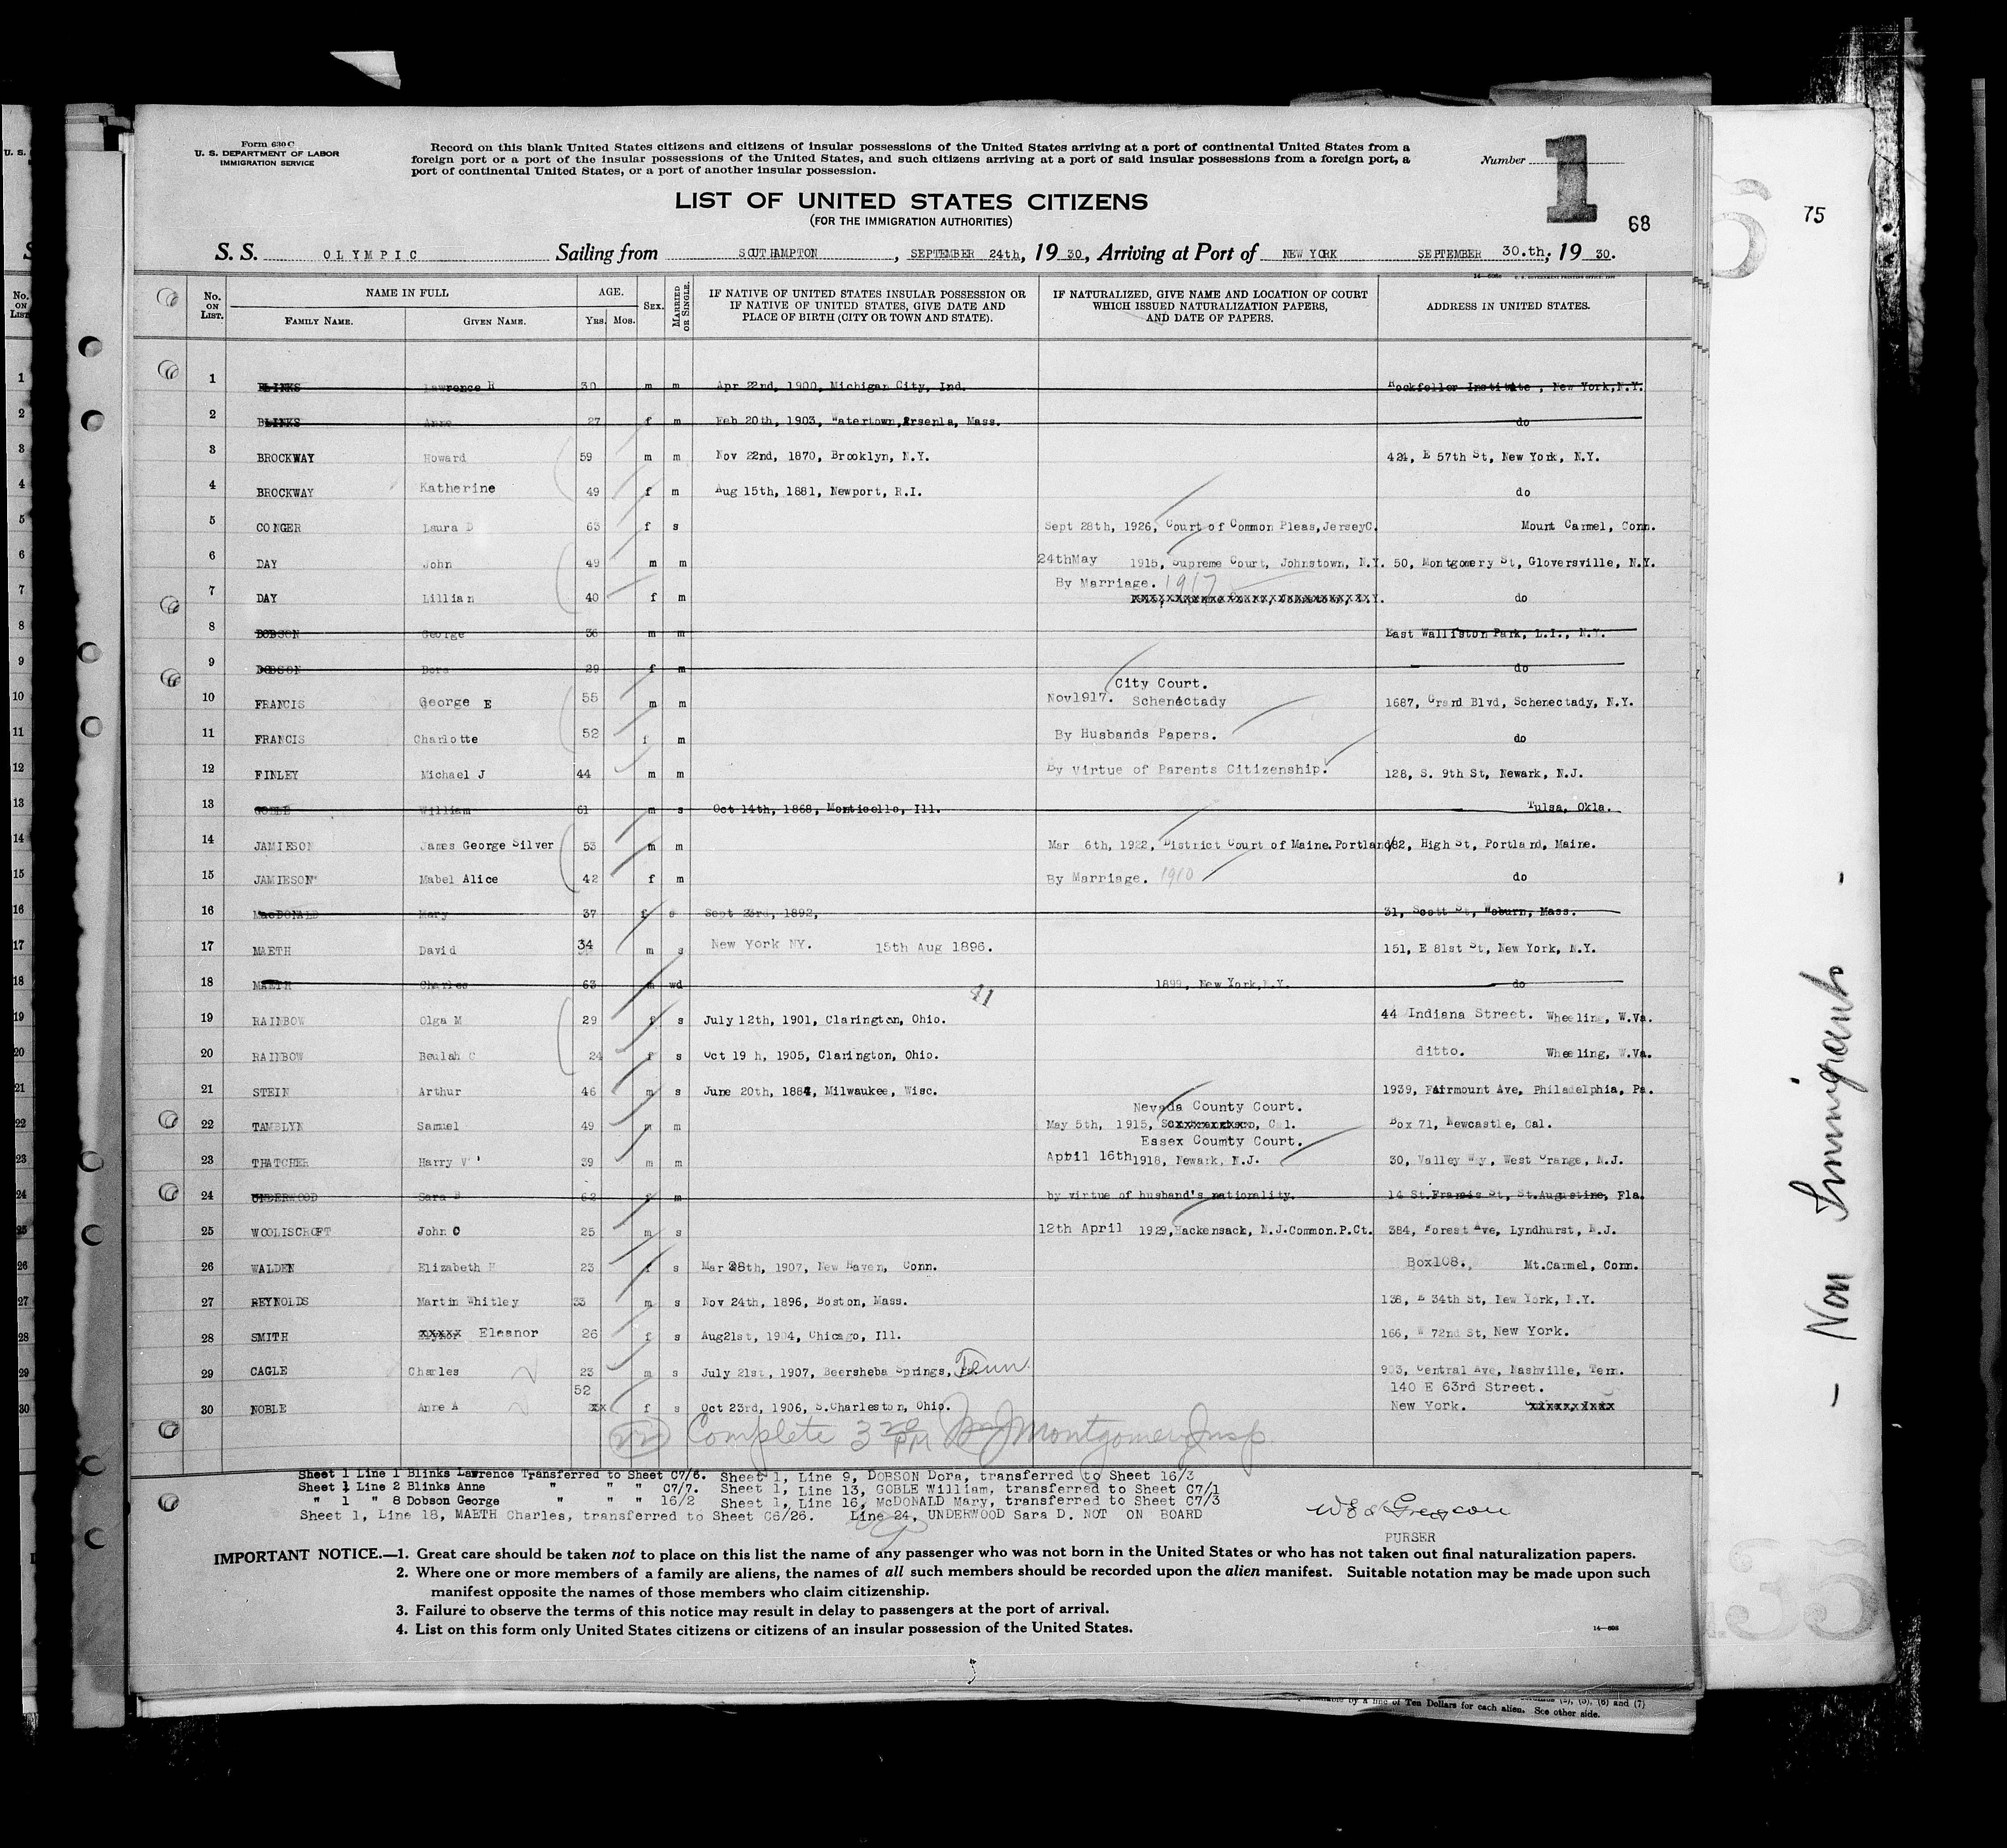 Form 630 C
U. S. DEPARTMENT OF LABOR
IMMIGRATION SERVICE
Record on this blank United States citizens and citizens of insular possessions of the United States arriving at a port of continental United States from a
foreign port or a port of the insular possessions of the United States, and such citizens arriving at a port of said insular possessions from a foreign port, a
port of continental United States, or a port of another insular possession.
Number 1
68
75
LIST OF UNITED STATES CITIZENS
(FOR THE IMMIGRATION AUTHORITIES)
S. S. OLYMPIC Sailing from SOUTHAMPTON, SEPTEMBER 24th, 1930, Arriving at Port of NEW YORK SEPTEMBER 30.th; 19 30.
No. ON LIST. NAME IN FULL FAMILY NAME. GIVEN NAME. AGE. Yrs. Mos. SEX. MARRIED OR SINGLE. IF NATIVE OF UNITED STATES INSULAR POSSESSION OR IF NATIVE OF UNITED STATES, GIVE DATE AND PLACE OF BIRTH (CITY OR TOWN AND STATE). IF NATURALIZED, GIVE NAME AND LOCATION OF COURT WHICH ISSUED NATURALIZATION PAPERS, AND DATE OF PAPERS. ADDRESS IN UNITED STATES.
1 BLINKS Lawrence R 30 m m Apr 22nd, 1900, Michigan City, Ind. Rockfeller Institute, New York, N.Y.
2 BLINKS Anne 27 f m Feb 20th, 1903, Watertown, Arsenla, Mass. do
3 BROCKWAY Howard 59 m m Nov 22nd, 1870, Brooklyn, N.Y. 424, E 57th St, New York, N.Y.
4 BROCKWAY Katherine 49 f m Aug 15th, 1881, Newport, R.I. do
5 CONGER Laura D 63 f s Sept 28th, 1926, Court of Common Pleas, JerseyC. Mount Carmel, Conn.
6 DAY John 49 m m 24thMay 1915, Supreme Court, Johnstown, N.Y. 50, Montgomery St, Gloversville, N.Y.
7 DAY Lillian 40 f m By Marriage. 1917 do
8 DOBSON George 36 m m East Walliston Park, L.I., N.Y.
9 DOBSON Dora 29 f m do
10 FRANCIS George E 55 m m Nov1917. City Court. Schenectady 1687, Grand Blvd, Schenectady, N.Y.
11 FRANCIS Charlotte 52 f m By Husbands Papers. do
12 FINLEY Michael J 44 m m By Virtue of Parents Citizenship. 128, S. 9th St, Newark, N.J.
13 GOBLE William 61 m s Oct 14th, 1868, Monticello, Ill. Tulsa, Okla.
14 JAMIESON James George Silver 53 m m Mar 6th, 1922, District Court of Maine.Portland 82, High St, Portland, Maine.
15 JAMIESON Mabel Alice 42 f m By Marriage. 1910 do
16 MacDONALD Mary 37 f s Sept 23rd, 1892, 31, Scott St, Woburn, Mass.
17 MAETH David 34 m s New York NY. 15th Aug 1896. 151, E 81st St, New York, N.Y.
18 MAETH Charles 63 m wd 1899, New York, N.Y. do
19 RAINBOW Olga M 29 f s July 12th, 1901, Clarington, Ohio. 44 Indiana Street. Wheeling, W.Va.
20 RAINBOW Beulah C 24 f s Oct 19 h, 1905, Clarington, Ohio. ditto. Wheeling, W.Va.
21 STEIN Arthur 46 m s June 20th, 1884, Milwaukee, Wisc. 1939, Fairmount Ave, Philadelphia, Pa.
22 TAMBLYN Samuel 49 m m Nevada County Court. May 5th, 1915, Cal. Box 71, Newcastle, Cal.
23 THATCHER Harry V 39 m m Essex Coumty Court. April 16th1918, Newark, N.J. 30, Valley Way, West Orange, N.J.
24 UNDERWOOD Sara D 62 f m by virtue of husband's nationality. 14 St.Francis St, St.Augustine, Fla.
25 WOOLISCROFT John C 25 m s 12th April 1929, Hackensack, N.J.Common.P.Ct. 384, Forest Ave, Lyndhurst, N.J.
26 WALDEN Elizabeth H 23 f s Mar 28th, 1907, New Haven, Conn. Box108. Mt.Carmel, Conn.
27 REYNOLDS Martin Whitley 33 m s Nov 24th, 1896, Boston, Mass. 138, E 34th St, New York, N.Y.
28 SMITH Eleanor 26 f s Aug21st, 1904, Chicago, Ill. 166, W 72nd St, New York.
29 CAGLE Charles 23 m s July 21st, 1907, Beersheba Springs, Tenn. 903, Central Ave, Nashville, Tenn.
30 NOBLE Anne A 52 f s Oct 23rd, 1906, S.Charleston, Ohio. 140 E 63rd Street. New York.
Complete 3 20 PM Montgomery Insp.
Sheet 1 Line 1 Blinks Lawrence Transferred to Sheet C7/6. Sheet 1, Line 9, DOBSON Dora, transferred to Sheet 16/3
Sheet 1 Line 2 Blinks Anne " " " C7/7. Sheet 1, Line 13, GOBLE William, transferred to Sheet C7/1
" 1 " 8 Dobson George " " " 16/2 Sheet 1, Line 16, McDONALD Mary, transferred to Sheet C7/3
Sheet 1, Line 18, MAETH Charles, transferred to Sheet C6/26. Line 24, UNDERWOOD Sara D. NOT ON BOARD
PURSER
IMPORTANT NOTICE.—1. Great care should be taken not to place on this list the name of any passenger who was not born in the United States or who has not taken out final naturalization papers.
2. Where one or more members of a family are aliens, the names of all such members should be recorded upon the alien manifest. Suitable notation may be made upon such
manifest opposite the names of those members who claim citizenship.
3. Failure to observe the terms of this notice may result in delay to passengers at the port of arrival.
4. List on this form only United States citizens or citizens of an insular possession of the United States.
14—698
by a fine of Ten Dollars for each alien. See other side.
- Non Immigrants -